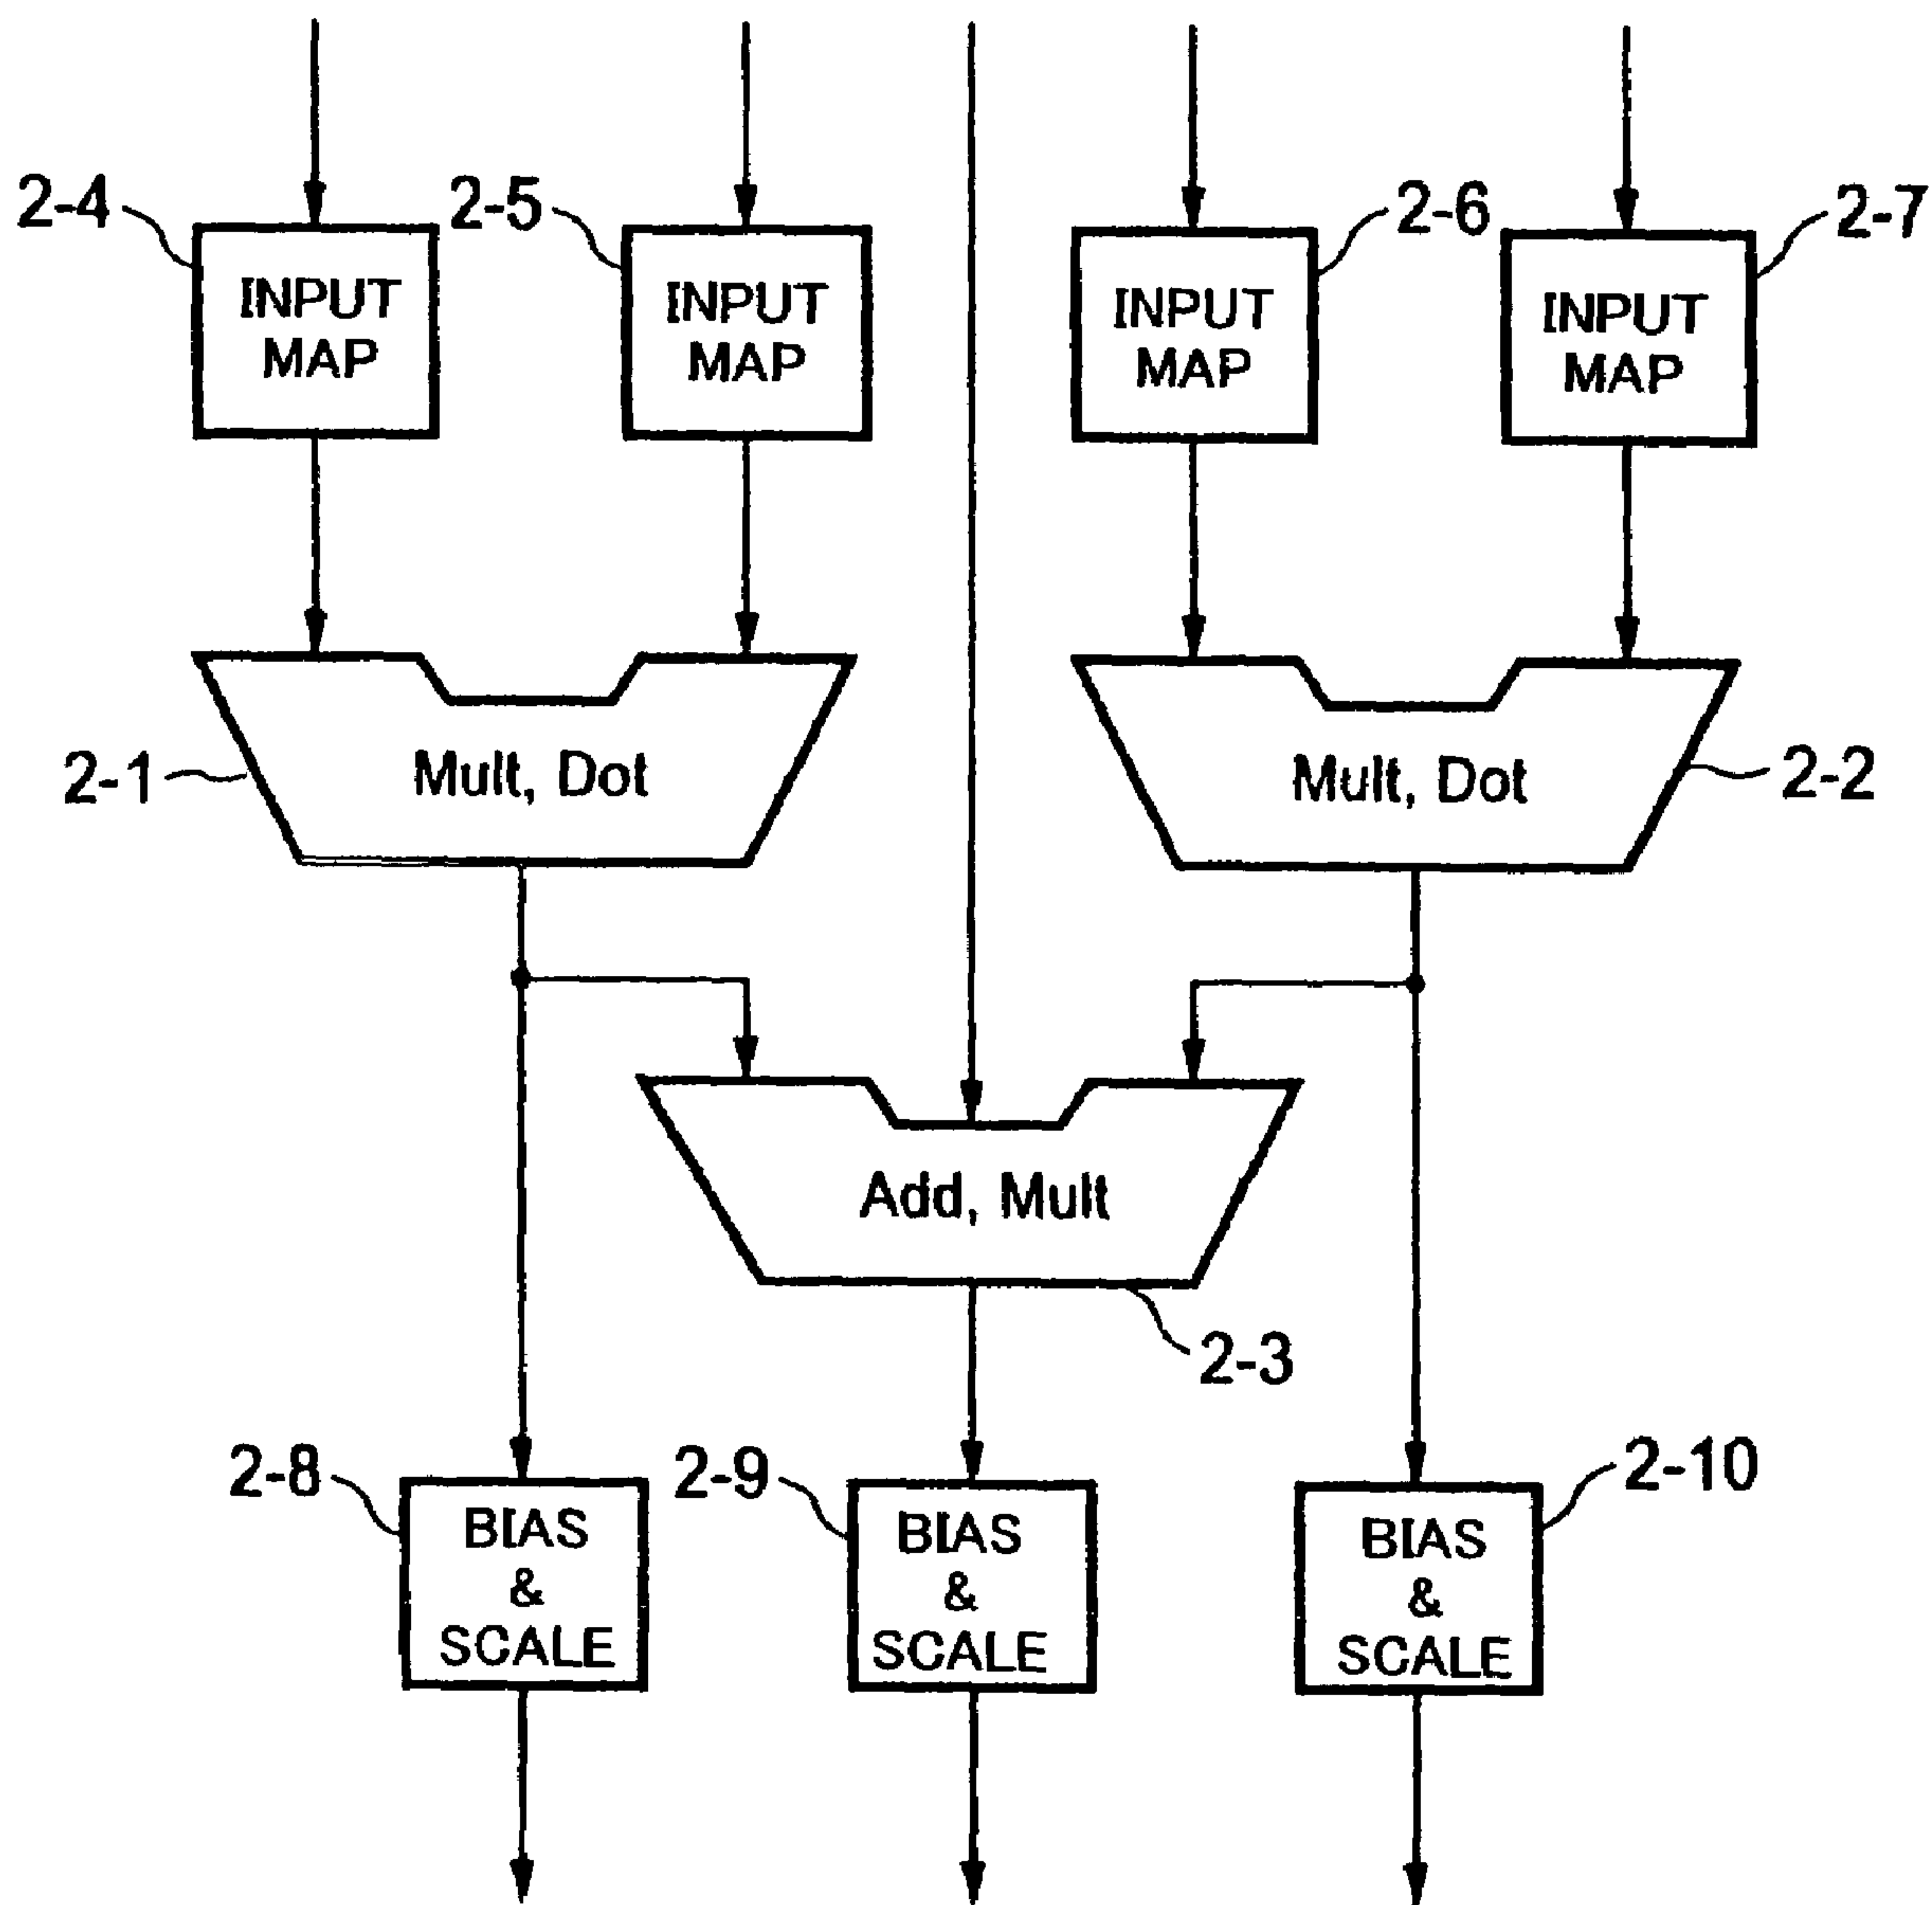 2-4
2-5
2-6
2-7
INPUT
MAP
INPUT
MAP
INPUT
MAP
INPUT
MAP
2-1
Mult, Dot
Mult, Dot
2-2
Add, Mult
2-3
2-8
2-9
2-10
BIAS
&
SCALE
BIAS
&
SCALE
BIAS
&
SCALE